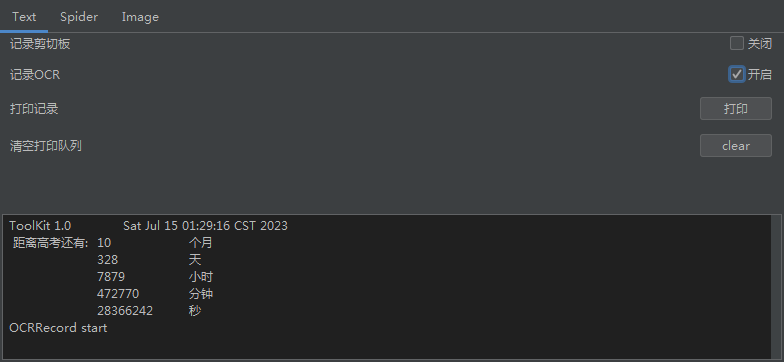 Text Spider Image
记录剪切板 关闭
记录OCR 开启
打印记录 打印
清空打印队列 clear
ToolKit 1.0 Sat Jul 15 01:29:16 CST 2023
距离高考还有: 10 个月
328 天
7879 小时
472770 分钟
28366242 秒
OCRRecord start